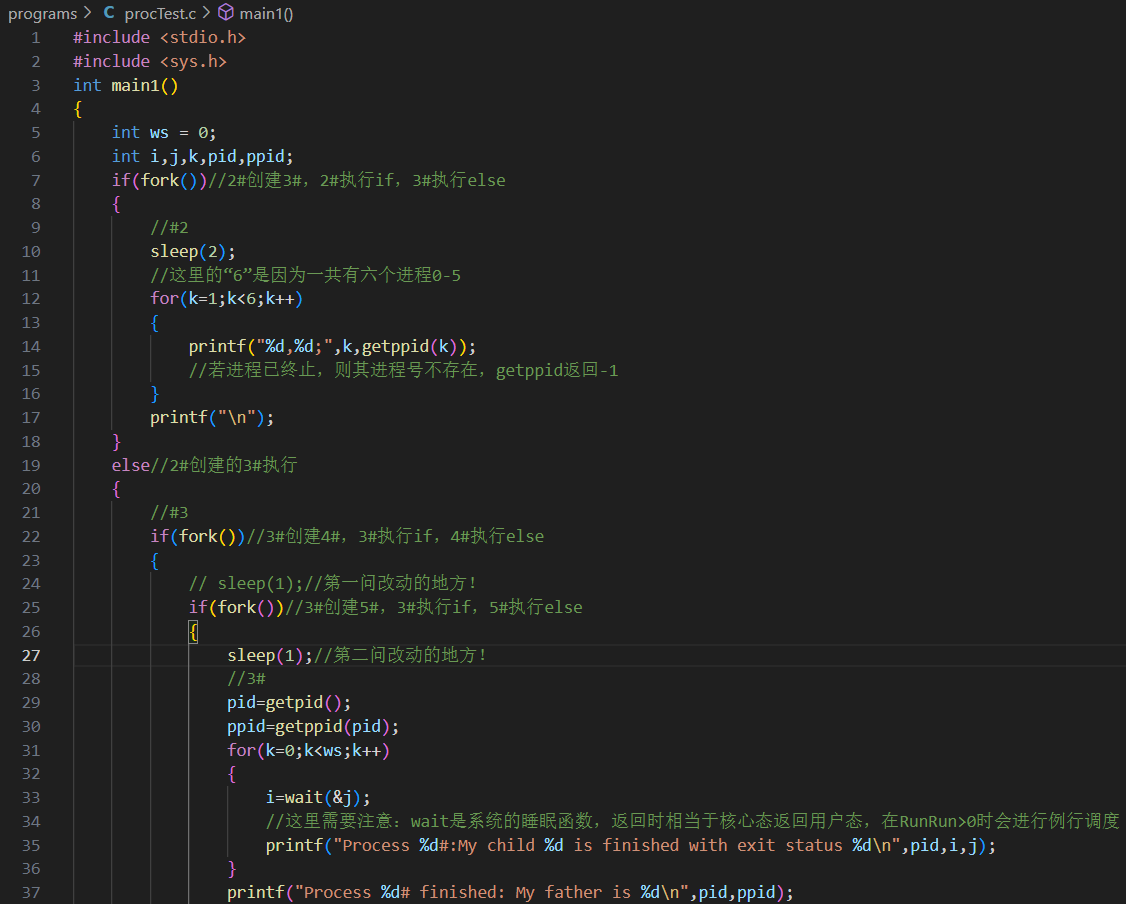 programs > C procTest.c > main1()
1 #include <stdio.h>
2 #include <sys.h>
3 int main1()
4 {
5     int ws = 0;
6     int i,j,k,pid,ppid;
7     if(fork())//2#创建3#，2#执行if，3#执行else
8     {
9         //#2
10         sleep(2);
11         //这里的“6”是因为一共有六个进程0-5
12         for(k=1;k<6;k++)
13         {
14             printf("%d,%d;",k,getppid(k));
15             //若进程已终止，则其进程号不存在，getppid返回-1
16         }
17         printf("\n");
18     }
19     else//2#创建的3#执行
20     {
21         //#3
22         if(fork())//3#创建4#，3#执行if，4#执行else
23         {
24             // sleep(1);//第一问改动的地方！
25             if(fork())//3#创建5#，3#执行if，5#执行else
26             {
27                 sleep(1);//第二问改动的地方！
28                 //3#
29                 pid=getpid();
30                 ppid=getppid(pid);
31                 for(k=0;k<ws;k++)
32                 {
33                     i=wait(&j);
34                     //这里需要注意：wait是系统的睡眠函数，返回时相当于核心态返回用户态，在RunRun>0时会进行例行调度
35                     printf("Process %d#:My child %d is finished with exit status %d\n",pid,i,j);
36                 }
37                 printf("Process %d# finished: My father is %d\n",pid,ppid);